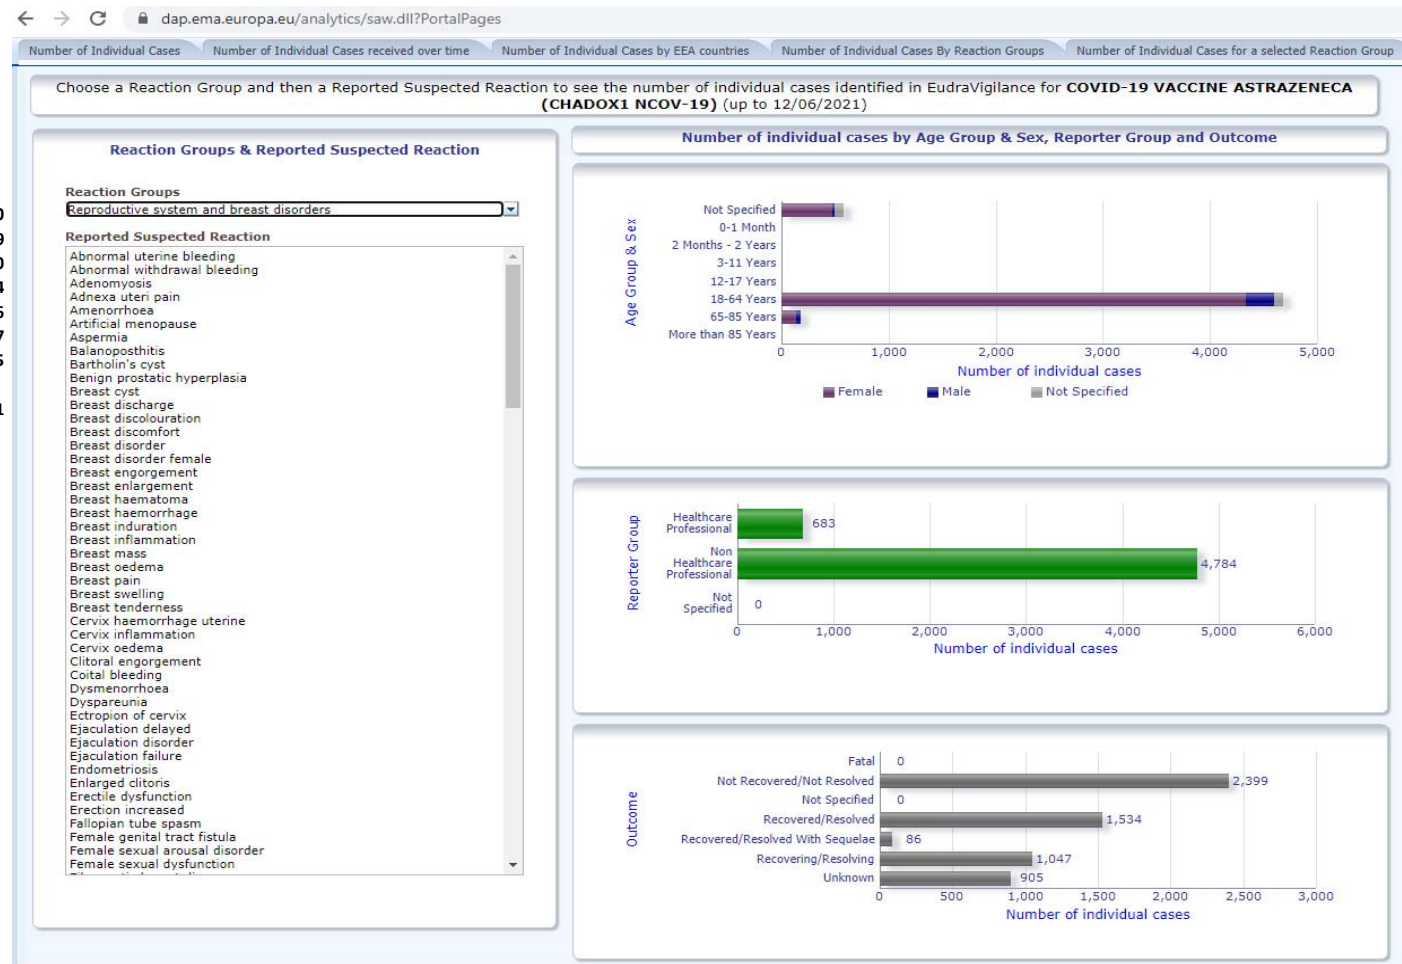 dap.ema.europa.eu/analytics/saw.dll?PortalPages
Number of Individual Cases
Number of Individual Cases received over time
Number of Individual Cases by EEA countries
Number of Individual Cases By Reaction Groups
Number of Individual Cases for a selected Reaction Group
Choose a Reaction Group and then a Reported Suspected Reaction to see the number of individual cases identified in EudraVigilance for COVID-19 VACCINE ASTRAZENECA
(CHADOX1 NCOV-19) (up to 12/06/2021)
Reaction Groups & Reported Suspected Reaction
Reaction Groups
Reproductive system and breast disorders
Reported Suspected Reaction
Abnormal uterine bleeding
Abnormal withdrawal bleeding
Adenomyosis
Adnexa uteri pain
Amenorrhoea
Artificial menopause
Aspermia
Balanoposthitis
Bartholin's cyst
Benign prostatic hyperplasia
Breast cyst
Breast discharge
Breast discolouration
Breast discomfort
Breast disorder
Breast disorder female
Breast engorgement
Breast enlargement
Breast haematoma
Breast haemorrhage
Breast induration
Breast inflammation
Breast mass
Breast oedema
Breast pain
Breast swelling
Breast tenderness
Cervix haemorrhage uterine
Cervix inflammation
Cervix oedema
Clitoral engorgement
Coital bleeding
Dysmenorrhoea
Dyspareunia
Ectropion of cervix
Ejaculation delayed
Ejaculation disorder
Ejaculation failure
Endometriosis
Enlarged clitoris
Erectile dysfunction
Erection increased
Fallopian tube spasm
Female genital tract fistula
Female sexual arousal disorder
Female sexual dysfunction
Number of individual cases by Age Group & Sex, Reporter Group and Outcome
Age Group & Sex
Not Specified
0-1 Month
2 Months - 2 Years
3-11 Years
12-17 Years
18-64 Years
65-85 Years
More than 85 Years
0 1,000 2,000 3,000 4,000 5,000
Number of individual cases
Female Male Not Specified
Reporter Group
Healthcare
Professional
683
Non
Healthcare
Professional
4,784
Not
Specified
0
0 1,000 2,000 3,000 4,000 5,000 6,000
Number of individual cases
Outcome
Fatal 0
Not Recovered/Not Resolved 2,399
Not Specified 0
Recovered/Resolved 1,534
Recovered/Resolved With Sequelae 86
Recovering/Resolving 1,047
Unknown 905
0 500 1,000 1,500 2,000 2,500 3,000
Number of individual cases